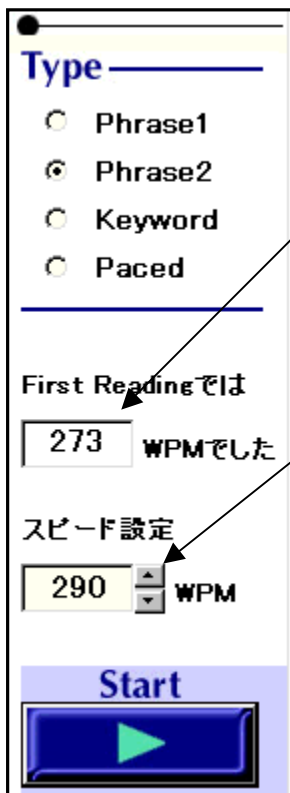 Type
Phrase1
Phrase2
Keyword
Paced
First Readingでは
273 WPMでした
スピード設定
290 WPM
Start